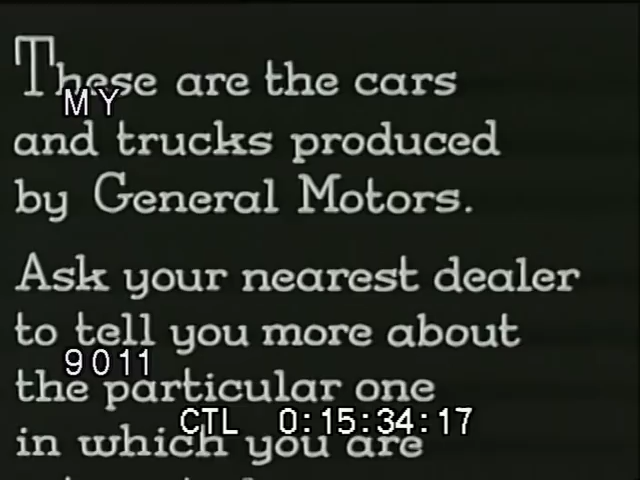 These are the cars
MY
and trucks produced
by General Motors.
Ask your nearest dealer
to tell you more about
9011
the particular one
CTL 0:15:34:17
in which you are